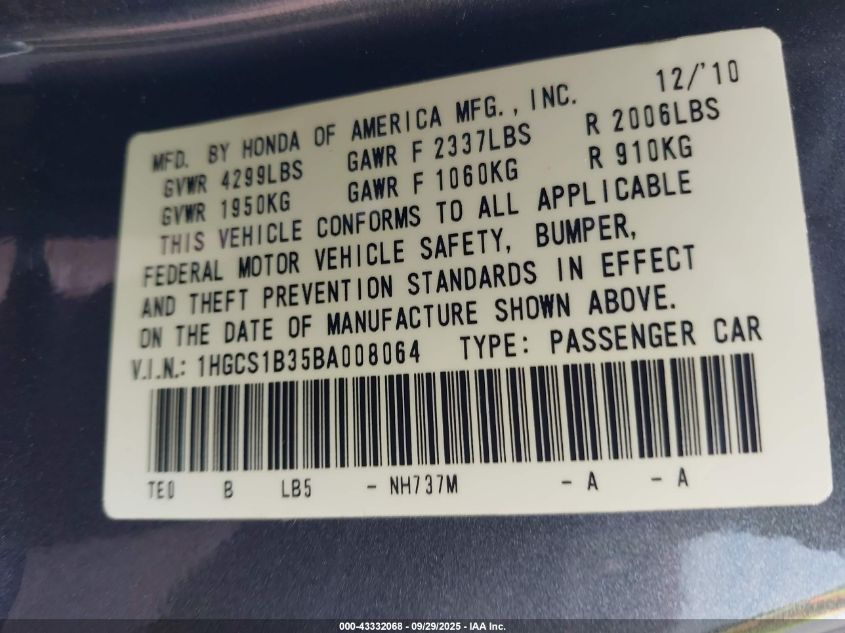 12/'10
MFD. BY HONDA OF AMERICA MFG., INC.
GVWR 4299LBS GAWR F 2337LBS R 2006LBS
GVWR 1950KG GAWR F 1060KG R 910KG
THIS VEHICLE CONFORMS TO ALL APPLICABLE
FEDERAL MOTOR VEHICLE SAFETY, BUMPER,
AND THEFT PREVENTION STANDARDS IN EFFECT
ON THE DATE OF MANUFACTURE SHOWN ABOVE.
V.I.N.: 1HGCS1B35BA008064 TYPE: PASSENGER CAR
TE0 B LB5 - NH737M - A - A
000-43332068 - 09/29/2025 - IAA Inc.